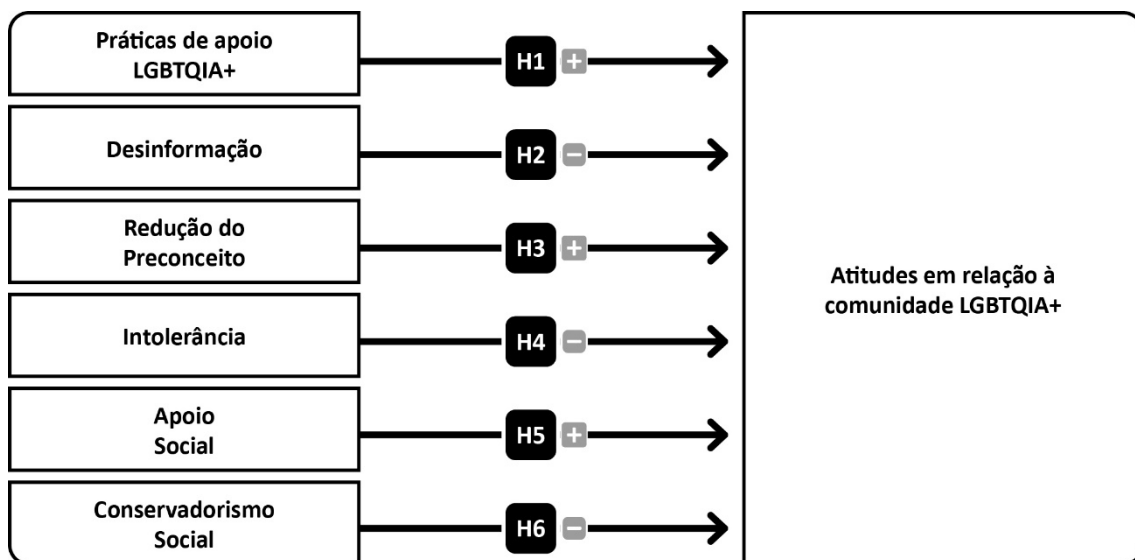 Práticas de apoio
LGBTQIA+
H1 +
Desinformação
H2 −
Redução do
Preconceito
H3 +
Intolerância
H4 −
Apoio
Social
H5 +
Conservadorismo
Social
H6 −
Atitudes em relação à
comunidade LGBTQIA+